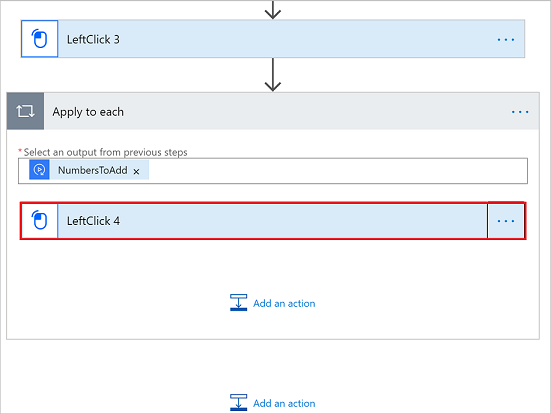 LeftClick 3
Apply to each
* Select an output from previous steps
NumbersToAdd ×
LeftClick 4
Add an action
Add an action